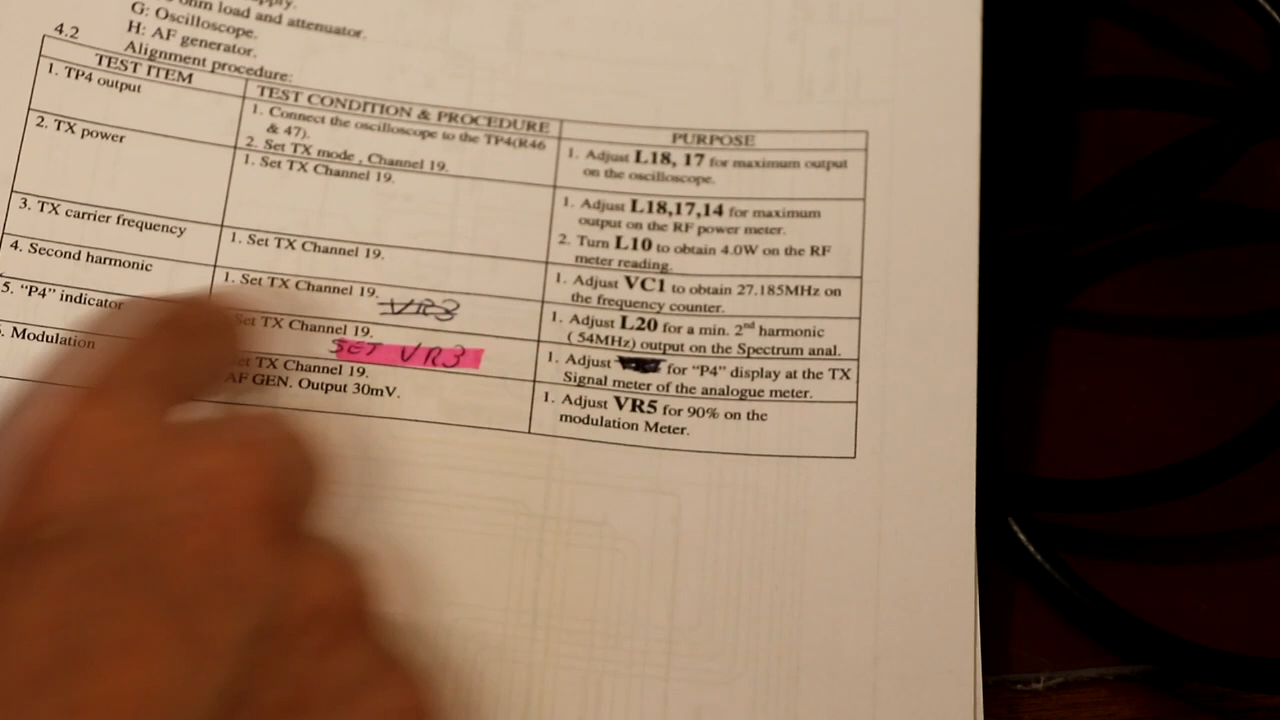 ohm load and attenuator.
G: Oscilloscope.
H: AF generator.
4.2 Alignment procedure:
TEST ITEM
TEST CONDITION & PROCEDURE
PURPOSE
1. TP4 output
1. Connect the oscilloscope to the TP4(R46
& 47).
2. Set TX mode , Channel 19.
1. Adjust L18, 17 for maximum output
on the oscilloscope.
2. TX power
1. Set TX Channel 19.
1. Adjust L18,17,14 for maximum
output on the RF power meter.
2. Turn L10 to obtain 4.0W on the RF
meter reading.
3. TX carrier frequency
1. Set TX Channel 19.
1. Adjust VC1 to obtain 27.185MHz on
the frequency counter.
4. Second harmonic
1. Set TX Channel 19.
VR3
1. Adjust L20 for a min. 2nd harmonic
( 54MHz) output on the Spectrum anal.
5. “P4” indicator
Set TX Channel 19.
SET VR3
1. Adjust for “P4” display at the TX
Signal meter of the analogue meter.
. Modulation
TX Channel 19.
AF GEN. Output 30mV.
1. Adjust VR5 for 90% on the
modulation Meter.